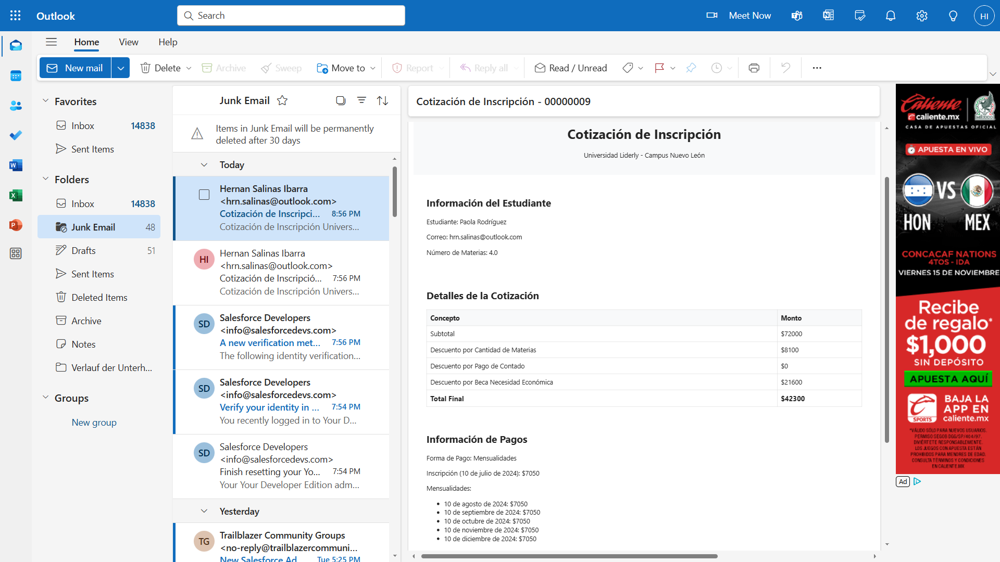 Outlook
Search
Meet Now
HI
Home
View
Help
New mail
Delete
Archive
Sweep
Move to
Report
Reply all
Read / Unread
Favorites
Inbox 14838
Sent Items
Folders
Inbox 14838
Junk Email 48
Drafts 51
Sent Items
Deleted Items
Archive
Notes
Verlauf der Unterh...
Groups
New group
Junk Email
Items in Junk Email will be permanently
deleted after 30 days
Today
Hernan Salinas Ibarra
<hrn.salinas@outlook.com>
Cotización de Inscripci... 8:56 PM
Cotización de Inscripción Univers...
HI
Hernan Salinas Ibarra
<hrn.salinas@outlook.com>
Cotización de Inscripció... 7:56 PM
Cotización de Inscripción Univers...
SD
Salesforce Developers
<info@salesforcedevs.com>
A new verification met... 7:56 PM
The following identity verification...
SD
Salesforce Developers
<info@salesforcedevs.com>
Verify your identity in ... 7:54 PM
You recently logged in to Your D...
SD
Salesforce Developers
<info@salesforcedevs.com>
Finish resetting your Yo... 7:54 PM
Your Your Developer Edition adm...
Yesterday
TG
Trailblazer Community Groups
<no-reply@trailblazercommuni...
New Salesforce Ad... Tue 5:25 PM
Cotización de Inscripción - 00000009
Cotización de Inscripción
Universidad Liderly - Campus Nuevo León
Información del Estudiante
Estudiante: Paola Rodríguez
Correo: hrn.salinas@outlook.com
Número de Materias: 4.0
Detalles de la Cotización
Concepto Monto
Subtotal $72000
Descuento por Cantidad de Materias $8100
Descuento por Pago de Contado $0
Descuento por Beca Necesidad Económica $21600
Total Final $42300
Información de Pagos
Forma de Pago: Mensualidades
Inscripción (10 de julio de 2024): $7050
Mensualidades:
10 de agosto de 2024: $7050
10 de septiembre de 2024: $7050
10 de octubre de 2024: $7050
10 de noviembre de 2024: $7050
10 de diciembre de 2024: $7050
Caliente
caliente.mx
MÉXICO
CASA DE APUESTAS OFICIAL
APUESTA EN VIVO
VS
HON MEX
CONCACAF NATIONS
4TOS - IDA
VIERNES 15 DE NOVIEMBRE
Recibe
de regalo*
$1,000
SIN DEPÓSITO
APUESTA AQUÍ
SPORTS
BAJA LA
APP EN
caliente.mx
*VÁLIDO SÓLO PARA NUEVOS USUARIOS.
PERMISO SEGOB DGG/SP/404/97.
DIVIÉRTETE RESPONSABLEMENTE.
LOS JUEGOS CON APUESTA ESTÁN
PROHIBIDOS PARA MENORES DE EDAD.
CONSULTA TÉRMINOS Y CONDICIONES
EN CALIENTE.MX
Ad